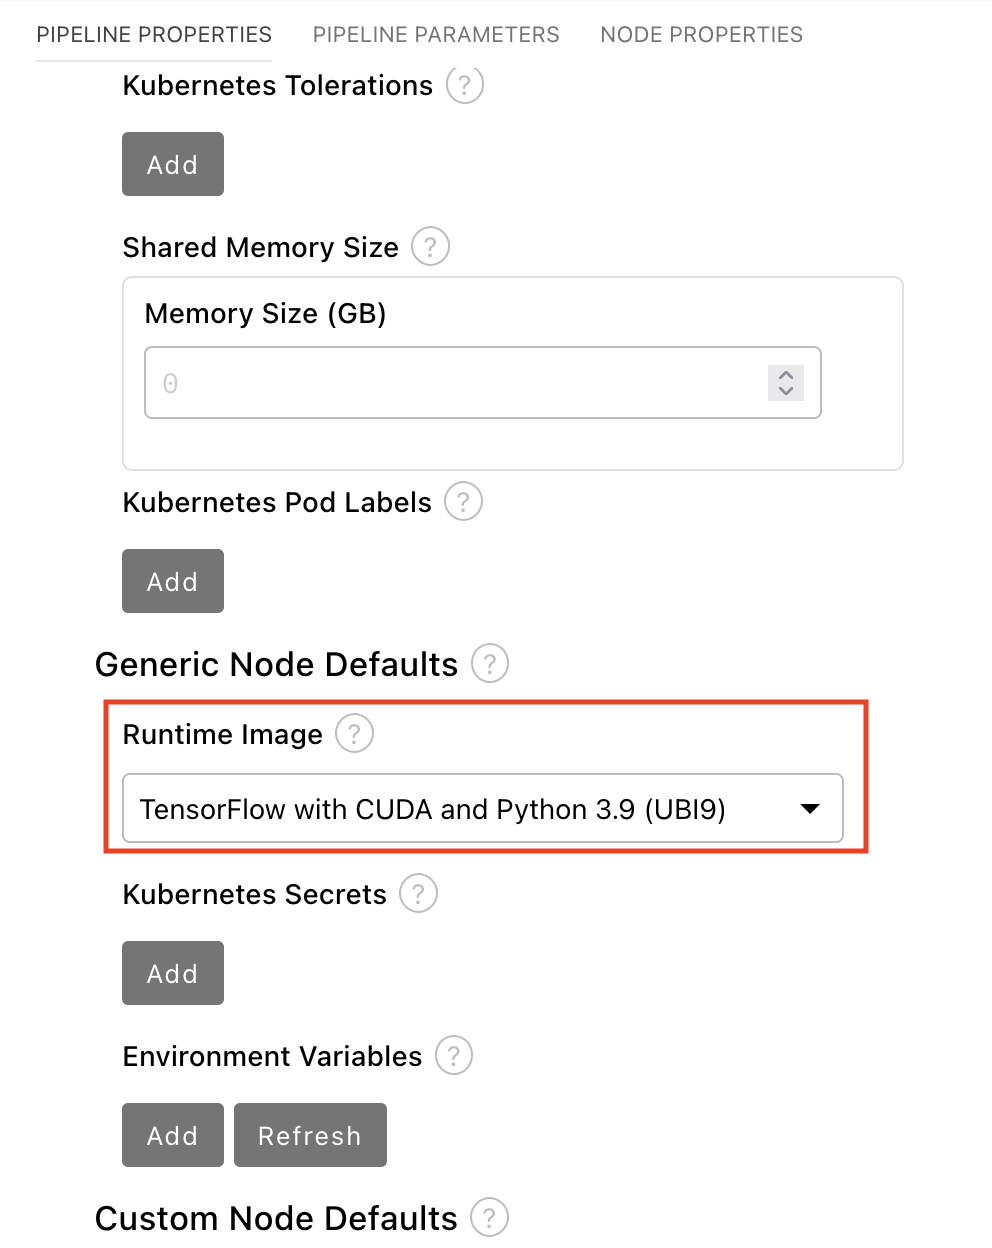 PIPELINE PROPERTIES PIPELINE PARAMETERS NODE PROPERTIES
Kubernetes Tolerations ?
Add
Shared Memory Size ?
Memory Size (GB)
0
Kubernetes Pod Labels ?
Add
Generic Node Defaults ?
Runtime Image ?
TensorFlow with CUDA and Python 3.9 (UBI9)
Kubernetes Secrets ?
Add
Environment Variables ?
Add Refresh
Custom Node Defaults ?